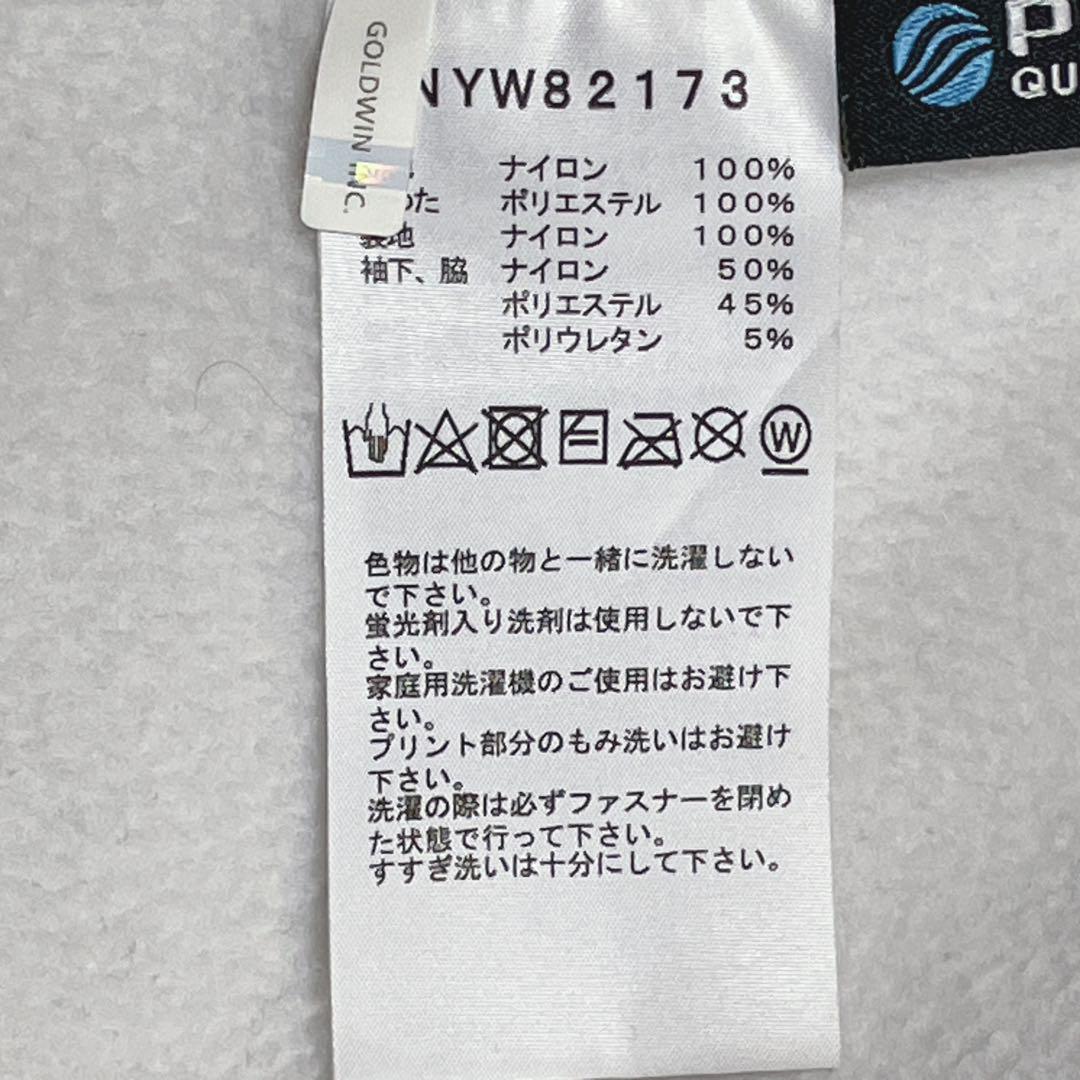 GOLDWIN INC.
NYW82173
ナイロン 100%
わた ポリエステル 100%
裏地 ナイロン 100%
袖下、脇 ナイロン 50%
ポリエステル 45%
ポリウレタン 5%
W
色物は他の物と一緒に洗濯しない
で下さい。
蛍光剤入り洗剤は使用しないで下
さい。
家庭用洗濯機のご使用はお避け下
さい。
プリント部分のもみ洗いはお避け
下さい。
洗濯の際は必ずファスナーを閉め
た状態で行って下さい。
すすぎ洗いは十分にして下さい。